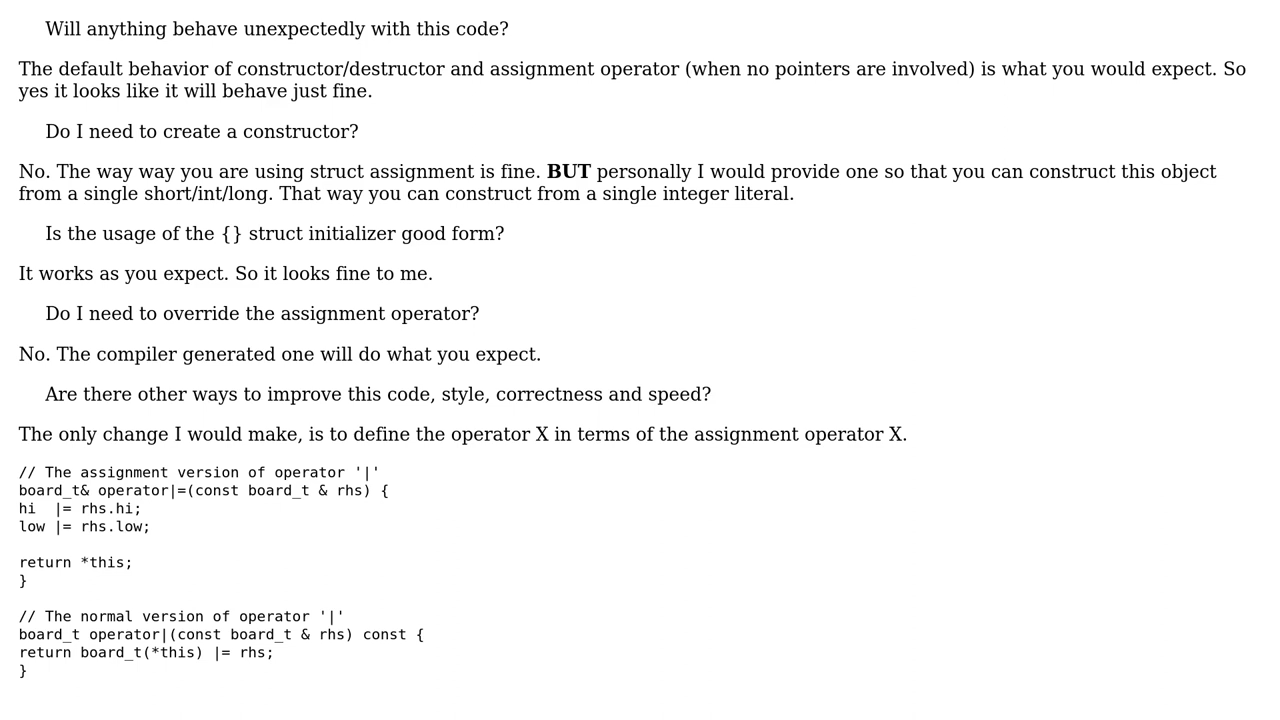 Will anything behave unexpectedly with this code?
The default behavior of constructor/destructor and assignment operator (when no pointers are involved) is what you would expect. So
yes it looks like it will behave just fine.
Do I need to create a constructor?
No. The way way you are using struct assignment is fine. BUT personally I would provide one so that you can construct this object
from a single short/int/long. That way you can construct from a single integer literal.
Is the usage of the {} struct initializer good form?
It works as you expect. So it looks fine to me.
Do I need to override the assignment operator?
No. The compiler generated one will do what you expect.
Are there other ways to improve this code, style, correctness and speed?
The only change I would make, is to define the operator X in terms of the assignment operator X.
// The assignment version of operator '|'
board_t& operator|=(const board_t & rhs) {
hi  |= rhs.hi;
low |= rhs.low;
return *this;
}
// The normal version of operator '|'
board_t operator|(const board_t & rhs) const {
return board_t(*this) |= rhs;
}